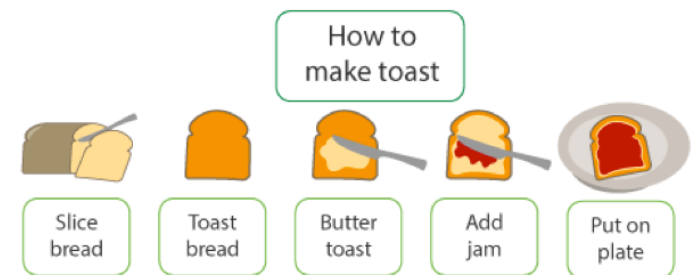 How to
make toast
Slice
bread
Toast
bread
Butter
toast
Add
jam
Put on
plate